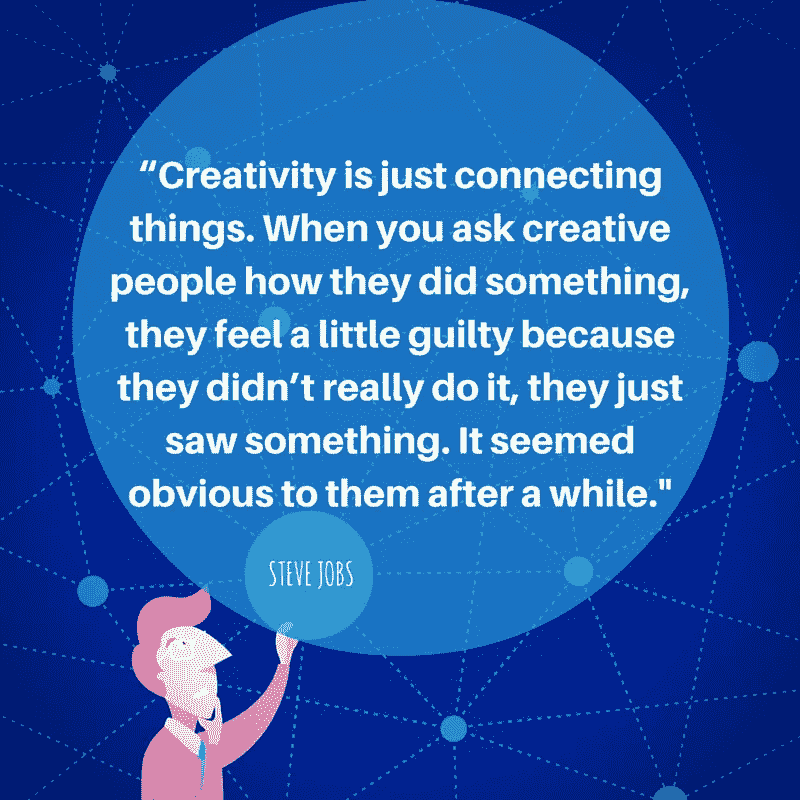 “Creativity is just connecting
things. When you ask creative
people how they did something,
they feel a little guilty because
they didn’t really do it, they just
saw something. It seemed
obvious to them after a while."
STEVE JOBS